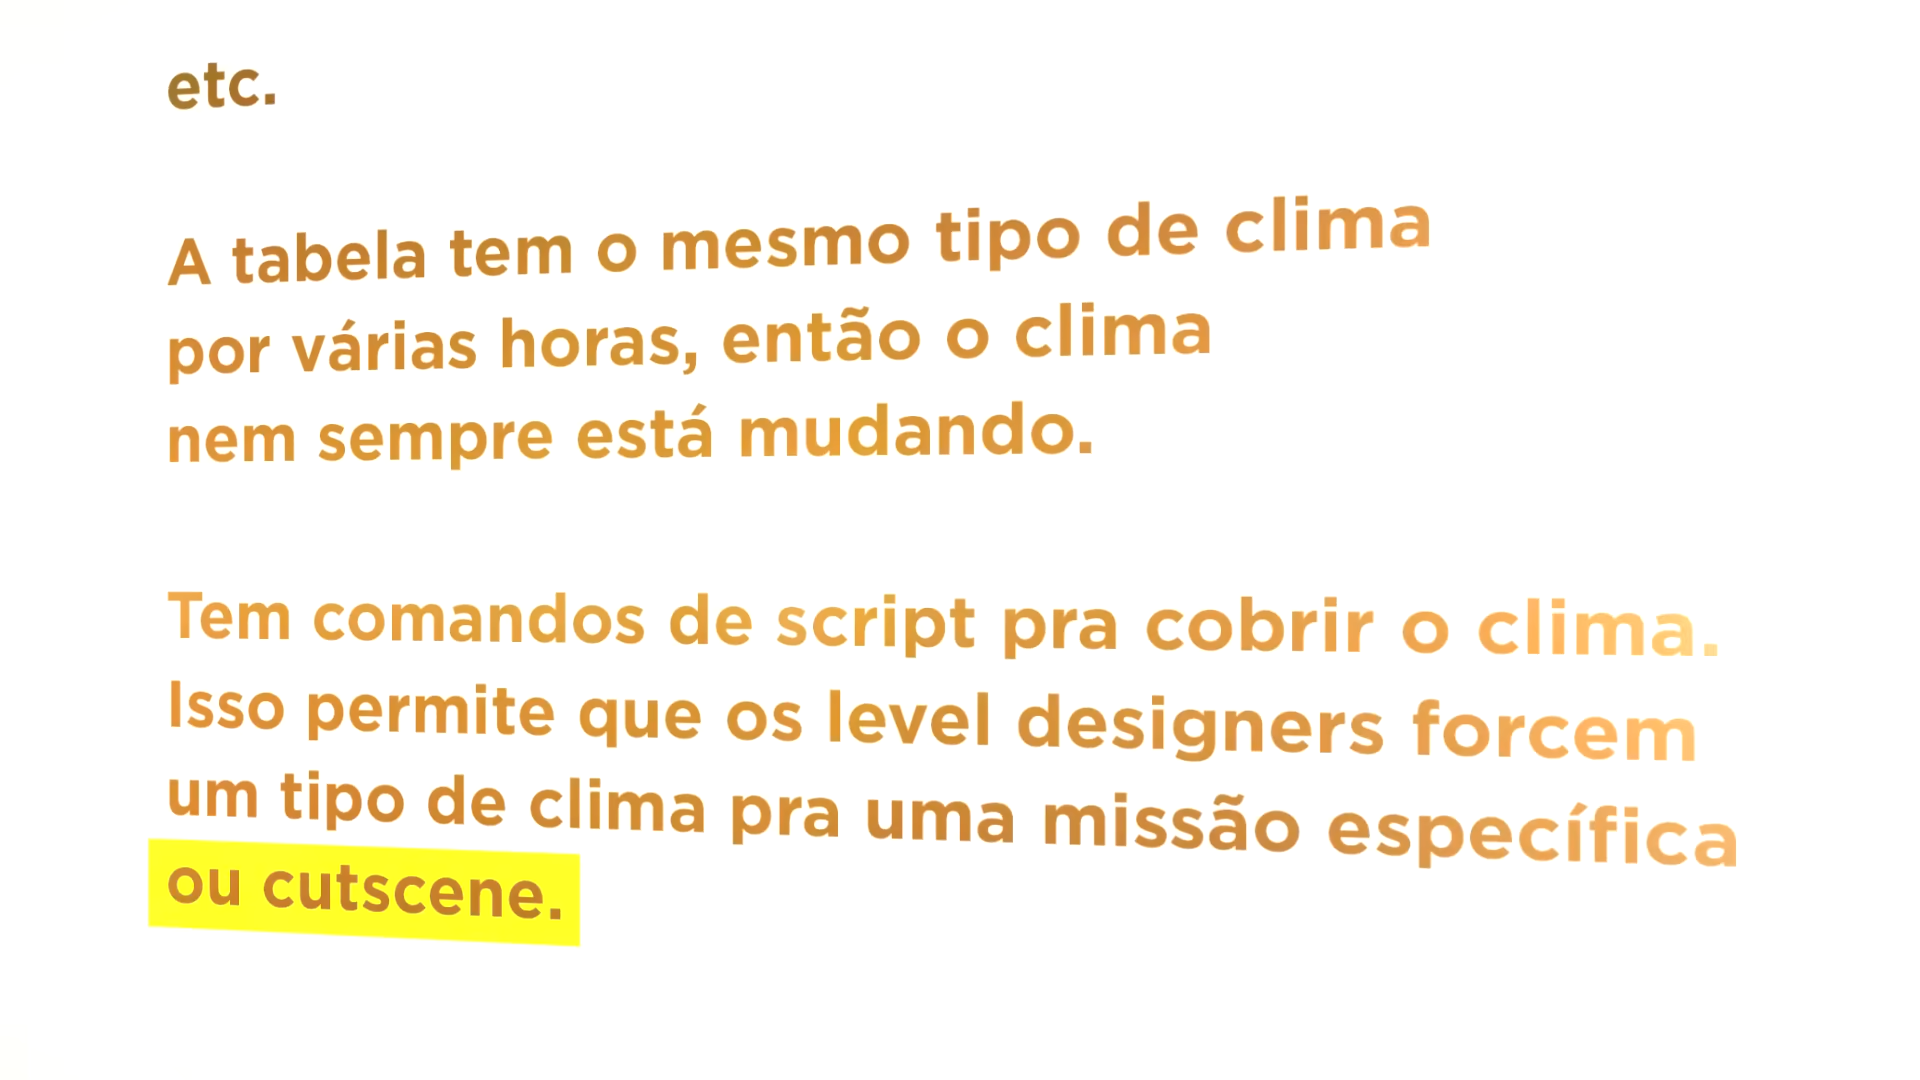 etc.
A tabela tem o mesmo tipo de clima
por várias horas, então o clima
nem sempre está mudando.
Tem comandos de script pra cobrir o clima.
Isso permite que os level designers forcem
um tipo de clima pra uma missão específica
ou cutscene.